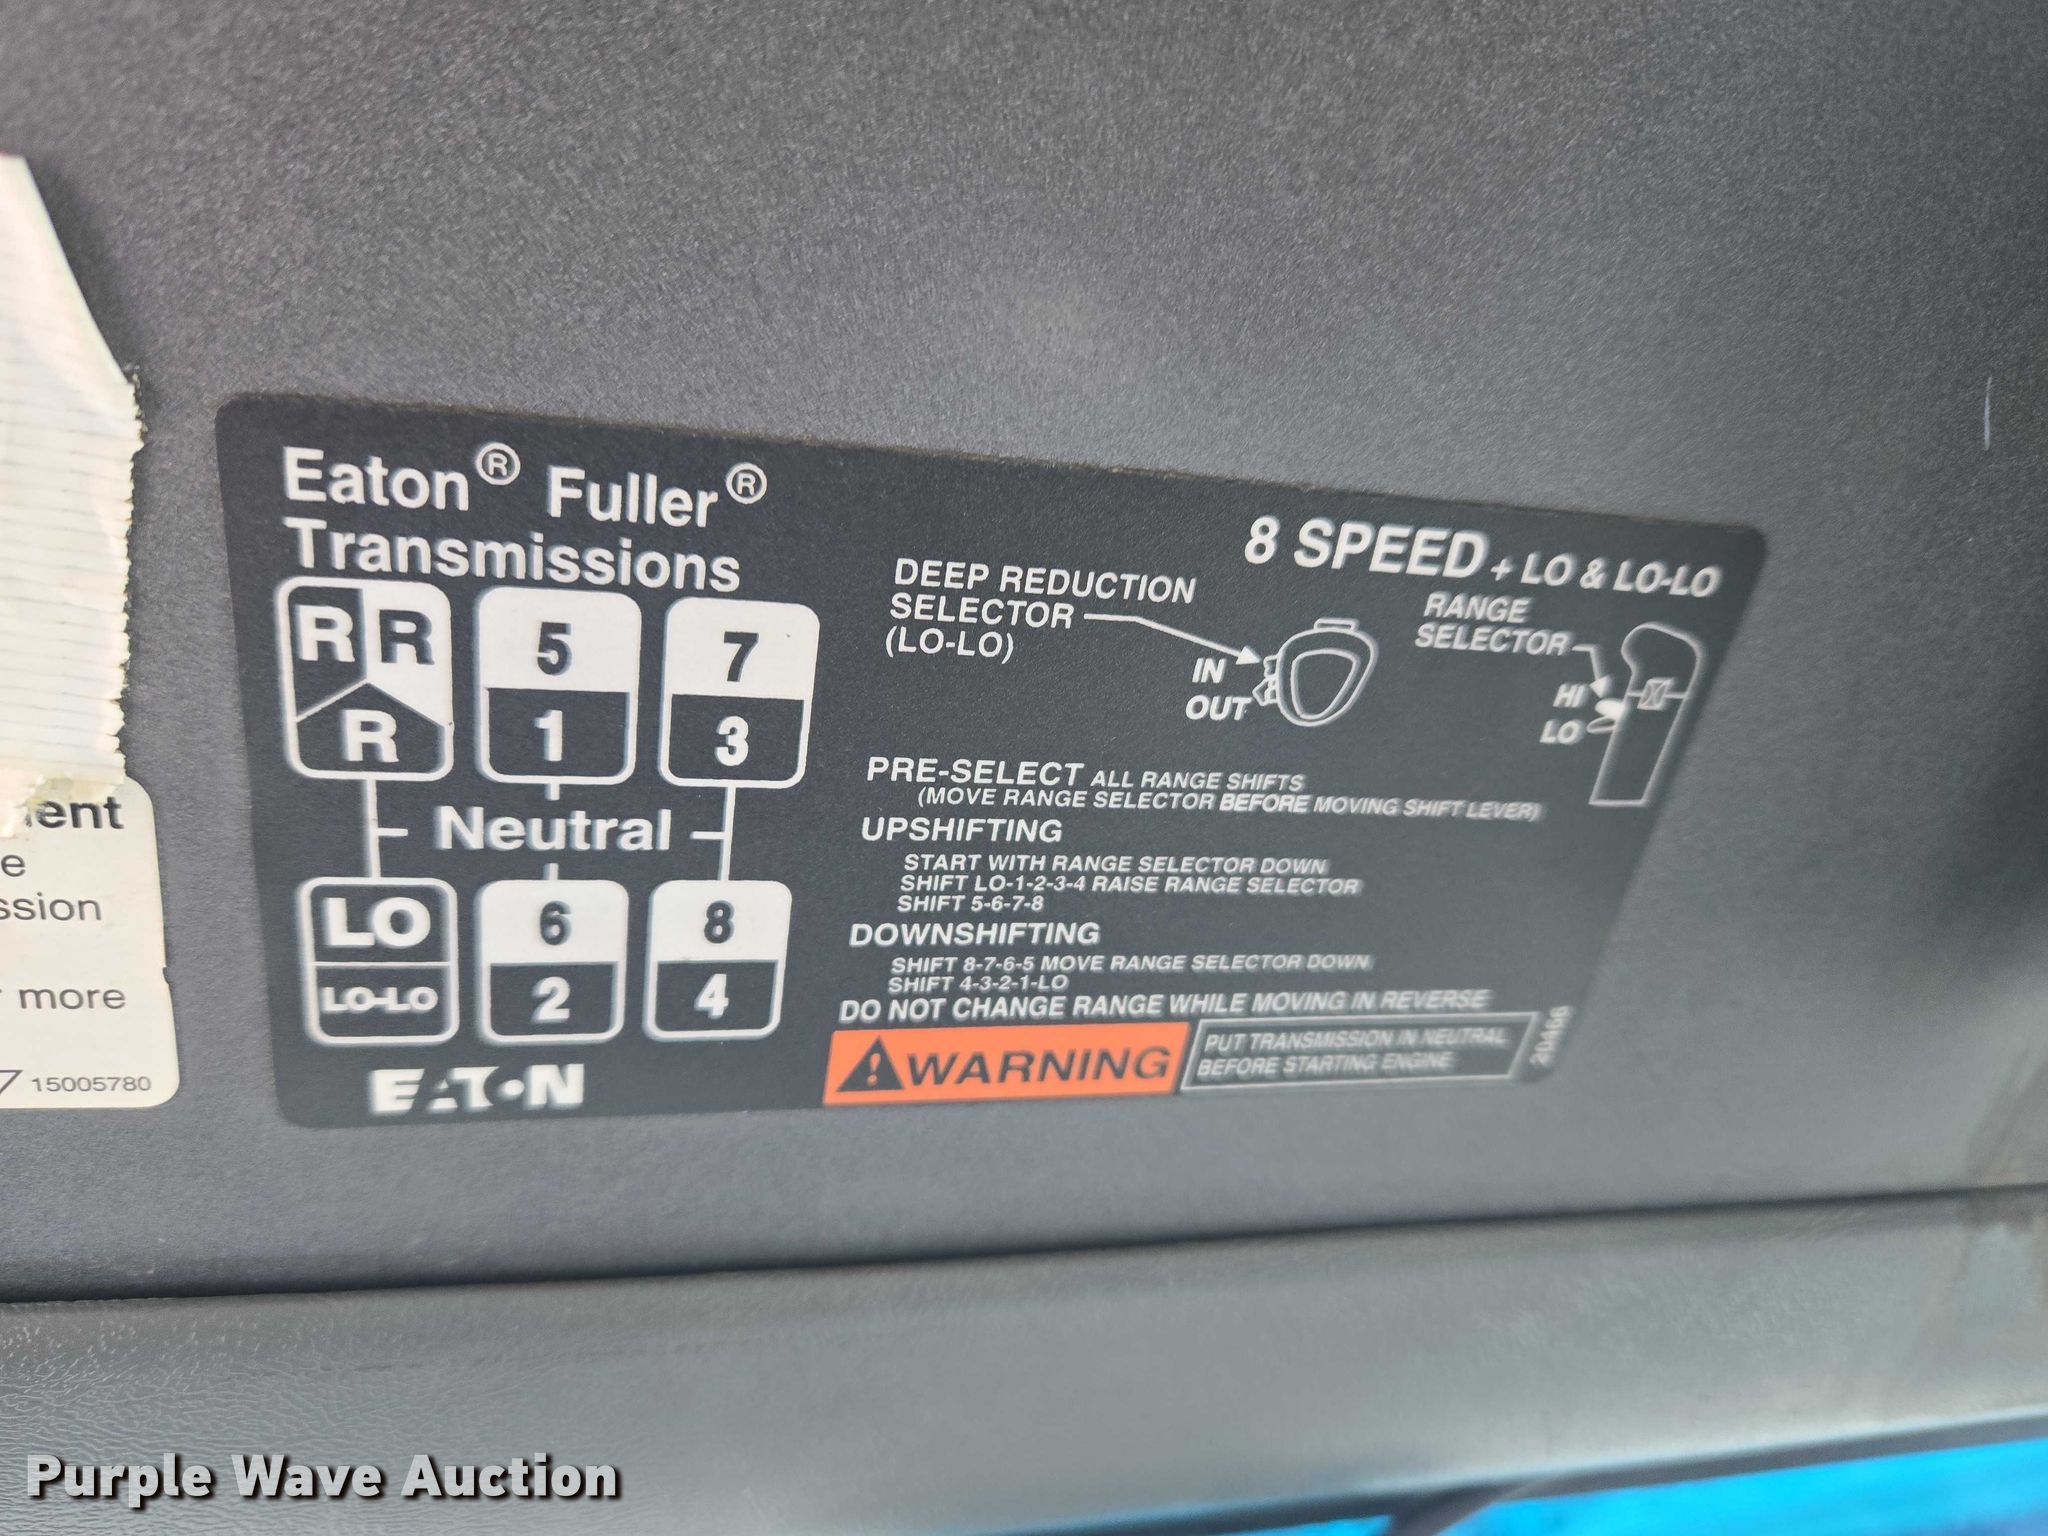 Eaton® Fuller®
Transmissions
8 SPEED + LO & LO-LO
R R 5 7
R 1 3
Neutral
LO 6 8
LO-LO 2 4
EATON
DEEP REDUCTION
SELECTOR
(LO-LO)
IN
OUT
RANGE
SELECTOR
HI
LO
PRE-SELECT ALL RANGE SHIFTS
(MOVE RANGE SELECTOR BEFORE MOVING SHIFT LEVER)
UPSHIFTING
START WITH RANGE SELECTOR DOWN
SHIFT LO-1-2-3-4 RAISE RANGE SELECTOR
SHIFT 5-6-7-8
DOWNSHIFTING
SHIFT 8-7-6-5 MOVE RANGE SELECTOR DOWN
SHIFT 4-3-2-1-LO
DO NOT CHANGE RANGE WHILE MOVING IN REVERSE
WARNING
PUT TRANSMISSION IN NEUTRAL
BEFORE STARTING ENGINE
20466
ent
e
ssion
more
15005780
Purple Wave Auction